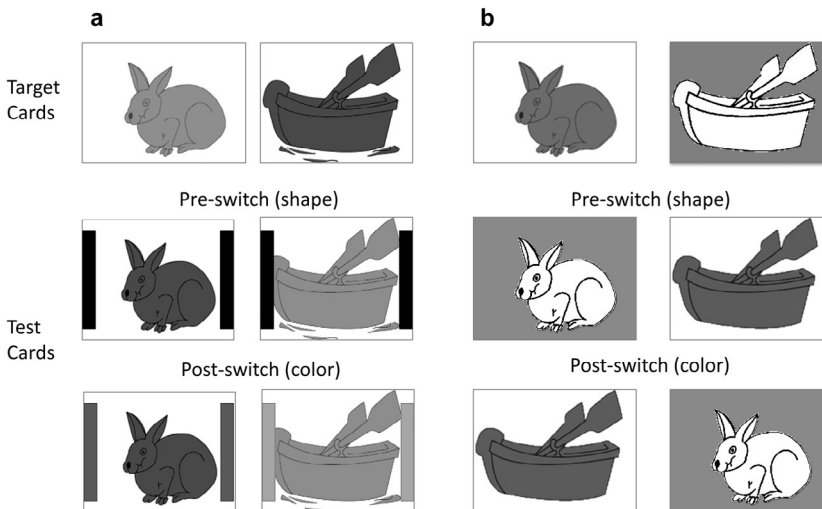 a
b
Target
Cards
Pre-switch (shape)
Pre-switch (shape)
Test
Cards
Post-switch (color)
Post-switch (color)